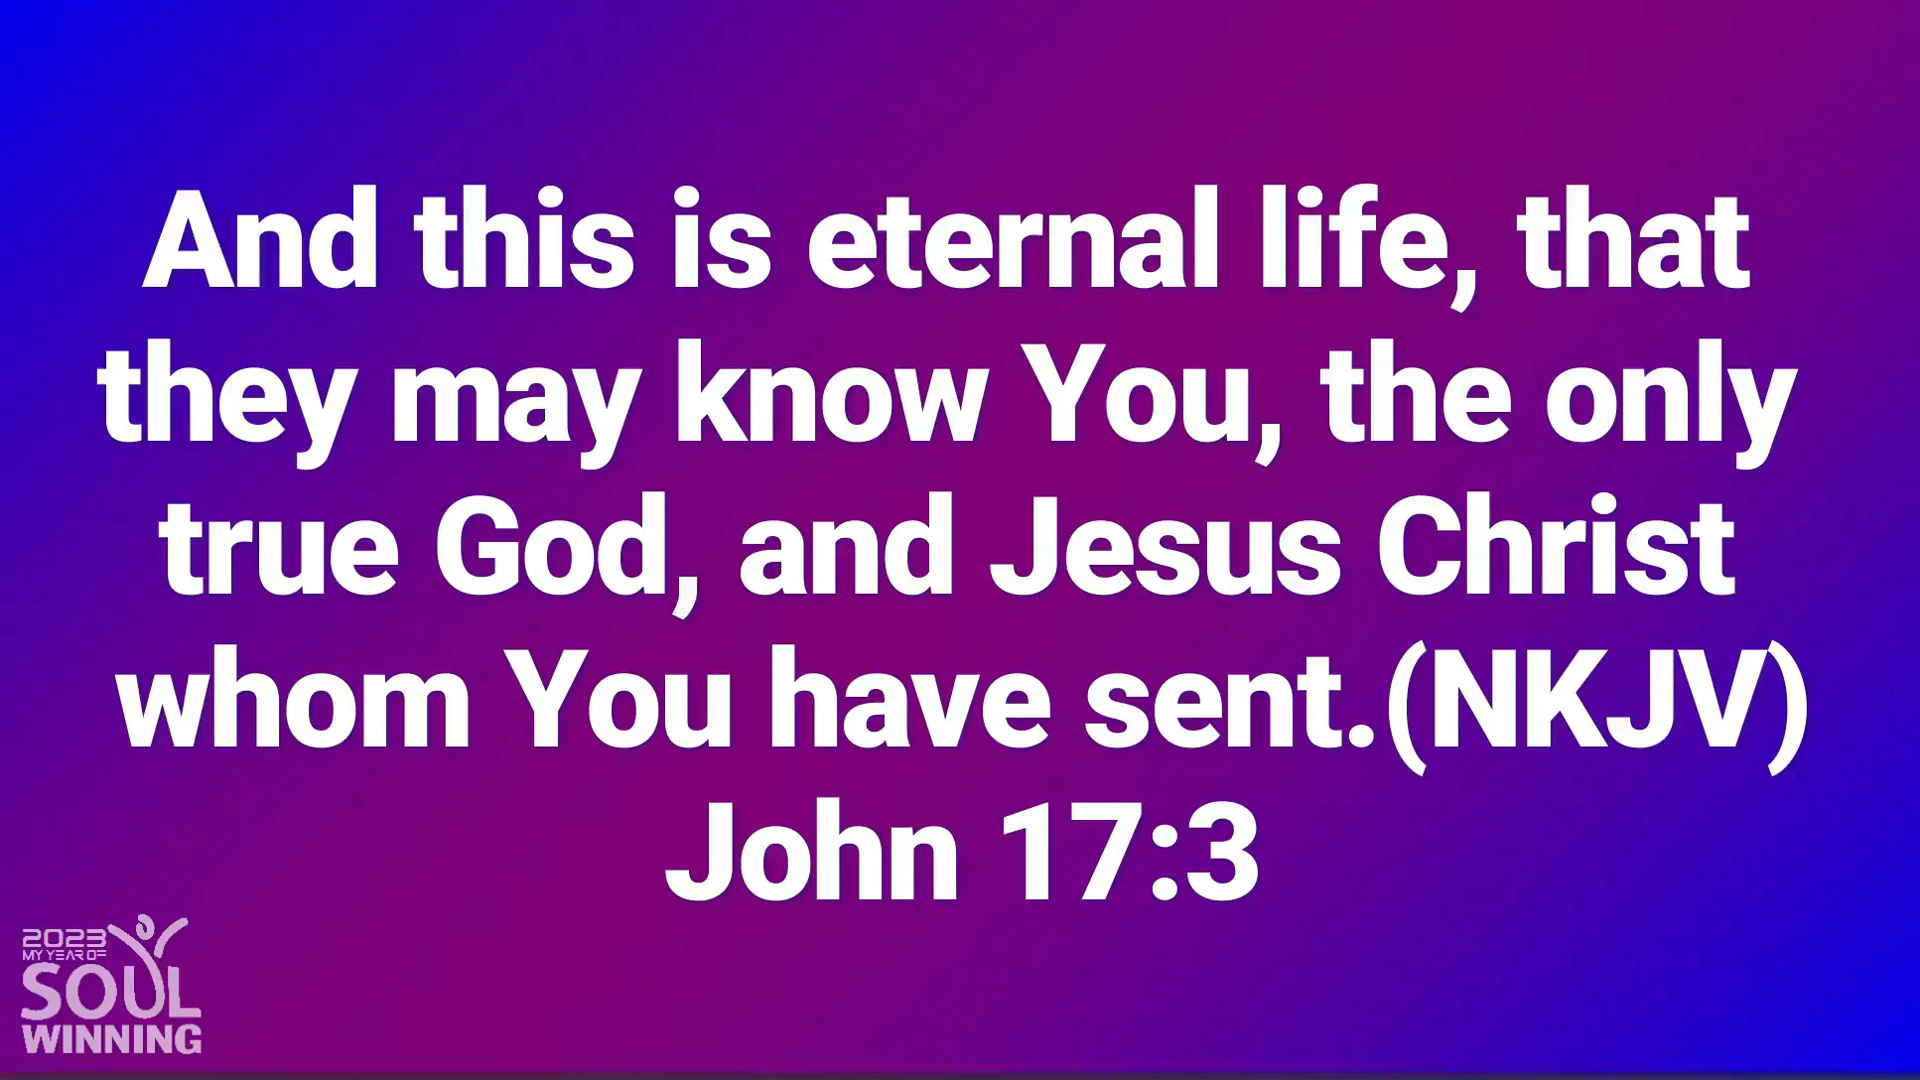 And this is eternal life, that
they may know You, the only
true God, and Jesus Christ
whom You have sent.(NKJV)
John 17:3
2023
MY YEAR OF
SOUL
WINNING